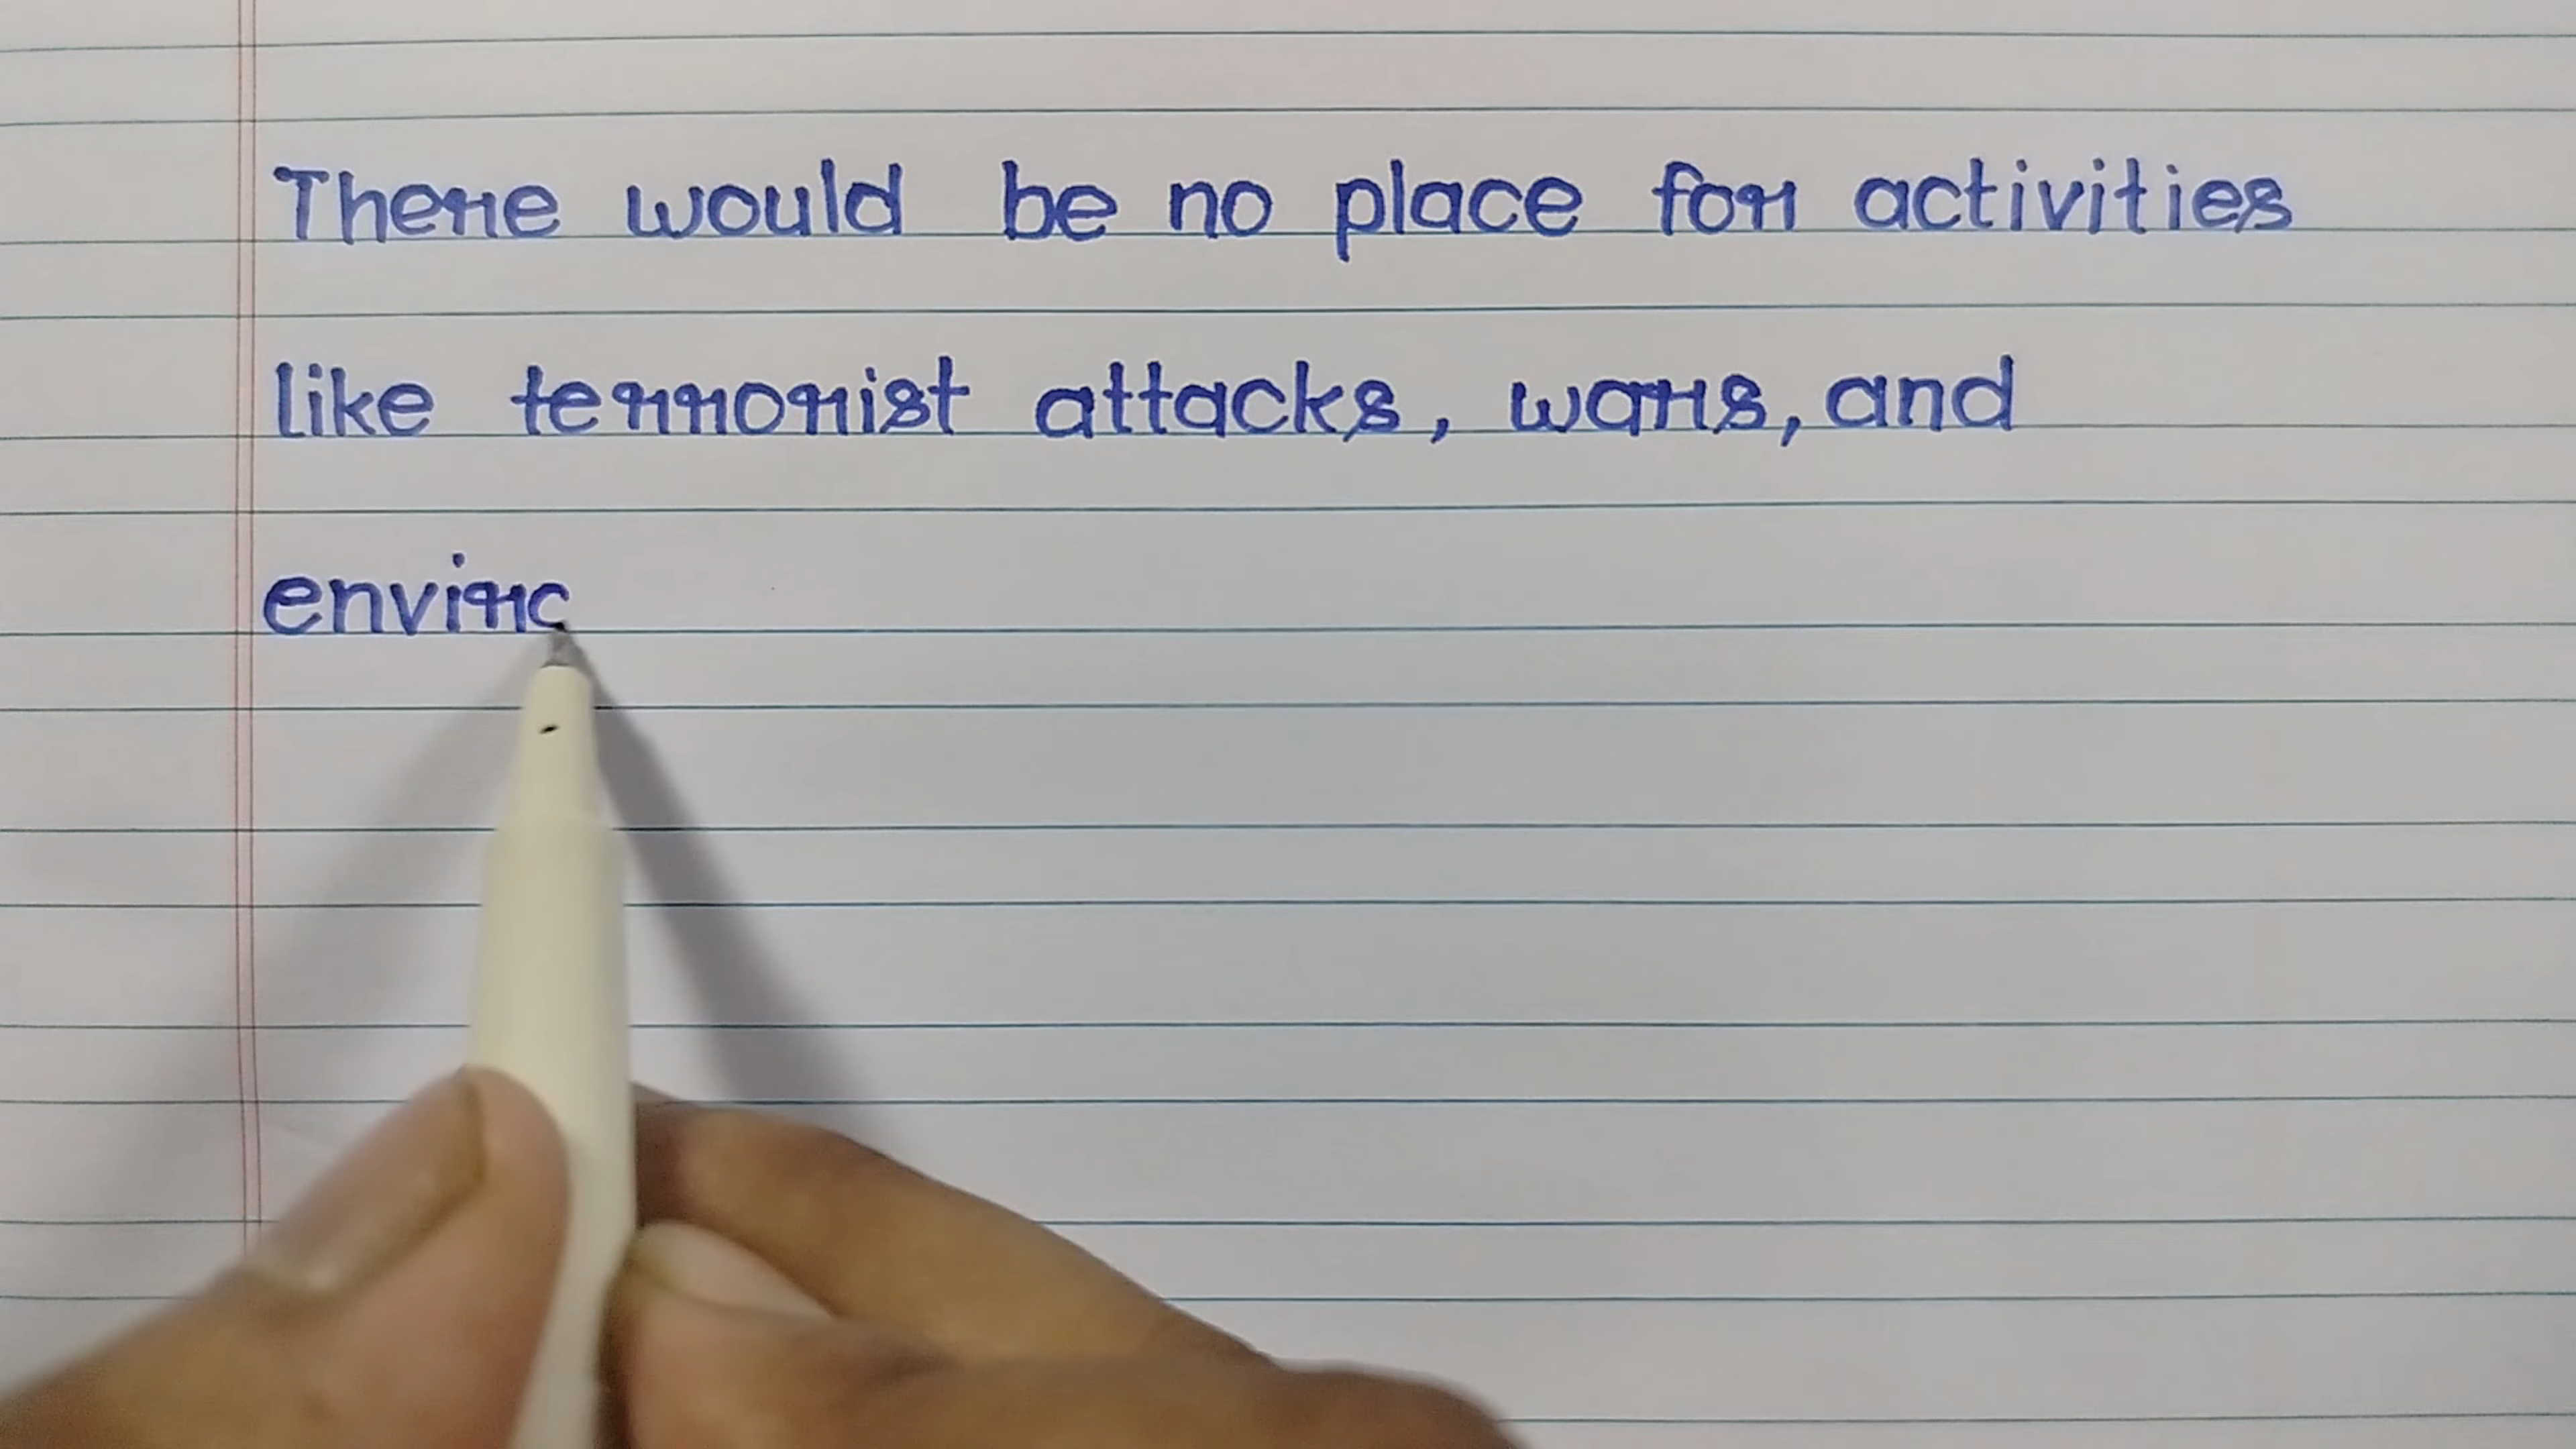 There would be no place for activities
like terrorist attacks, wars, and
enviro